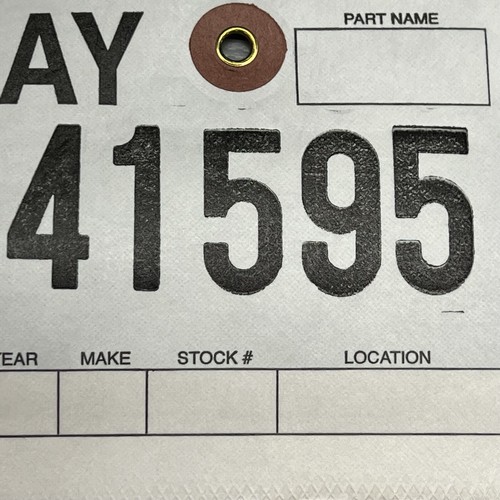 AY
PART NAME
41595
EAR MAKE STOCK # LOCATION